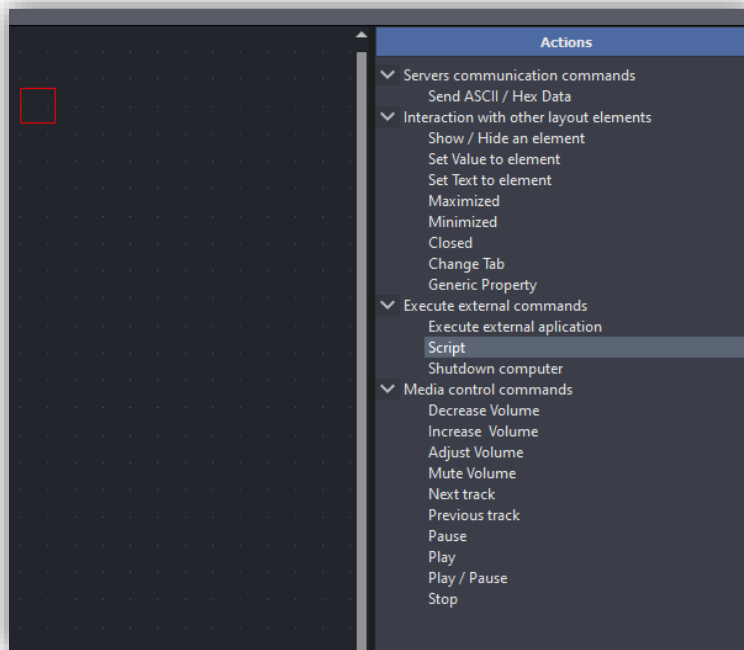 Actions
Servers communication commands
Send ASCII / Hex Data
Interaction with other layout elements
Show / Hide an element
Set Value to element
Set Text to element
Maximized
Minimized
Closed
Change Tab
Generic Property
Execute external commands
Execute external aplication
Script
Shutdown computer
Media control commands
Decrease Volume
Increase  Volume
Adjust Volume
Mute Volume
Next track
Previous track
Pause
Play
Play / Pause
Stop